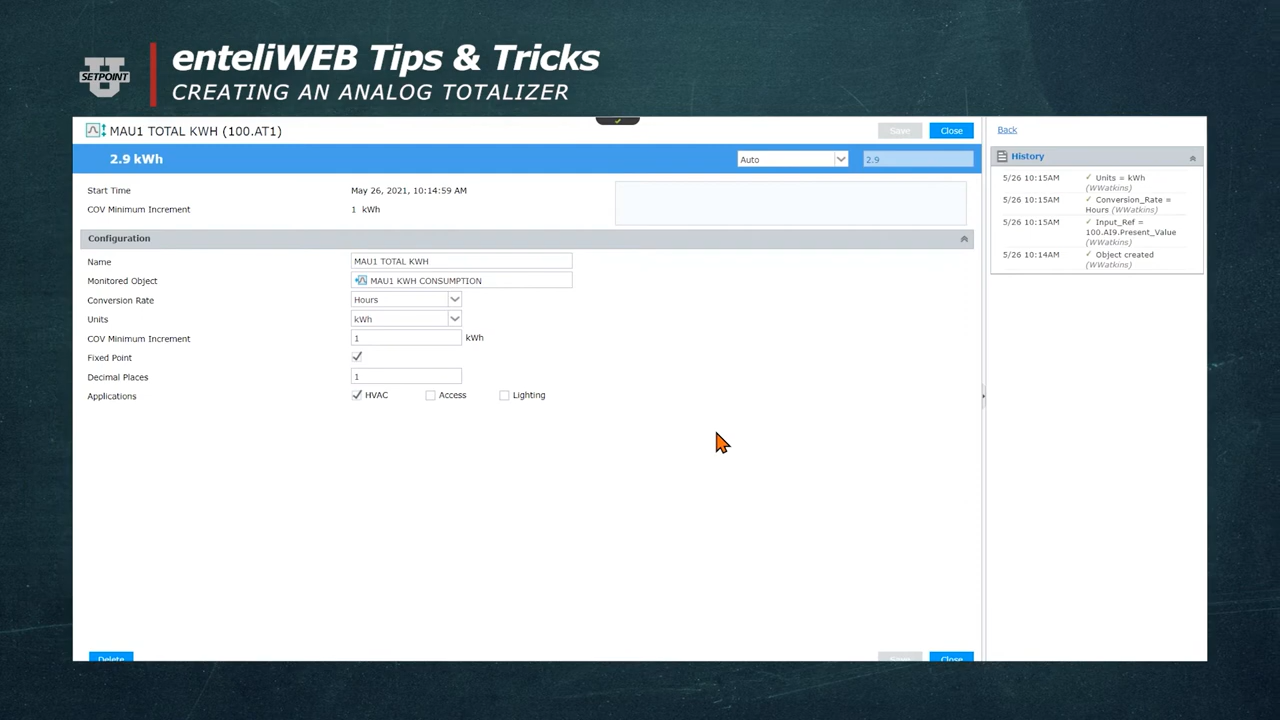 U
SETPOINT
enteliWEB Tips & Tricks
CREATING AN ANALOG TOTALIZER
MAU1 TOTAL KWH (100.AT1)
Save
Close
2.9 kWh
Auto
2.9
Start Time
May 26, 2021, 10:14:59 AM
COV Minimum Increment
1 kWh
Configuration
Name
MAU1 TOTAL KWH
Monitored Object
MAU1 KWH CONSUMPTION
Conversion Rate
Hours
Units
kWh
COV Minimum Increment
1
kWh
Fixed Point
Decimal Places
1
Applications
HVAC
Access
Lighting
Delete
Save
Close
Back
History
5/26 10:15AM
Units = kWh
(WWatkins)
5/26 10:15AM
Conversion_Rate =
Hours (WWatkins)
5/26 10:15AM
Input_Ref =
100.AI9.Present_Value
(WWatkins)
5/26 10:14AM
Object created
(WWatkins)